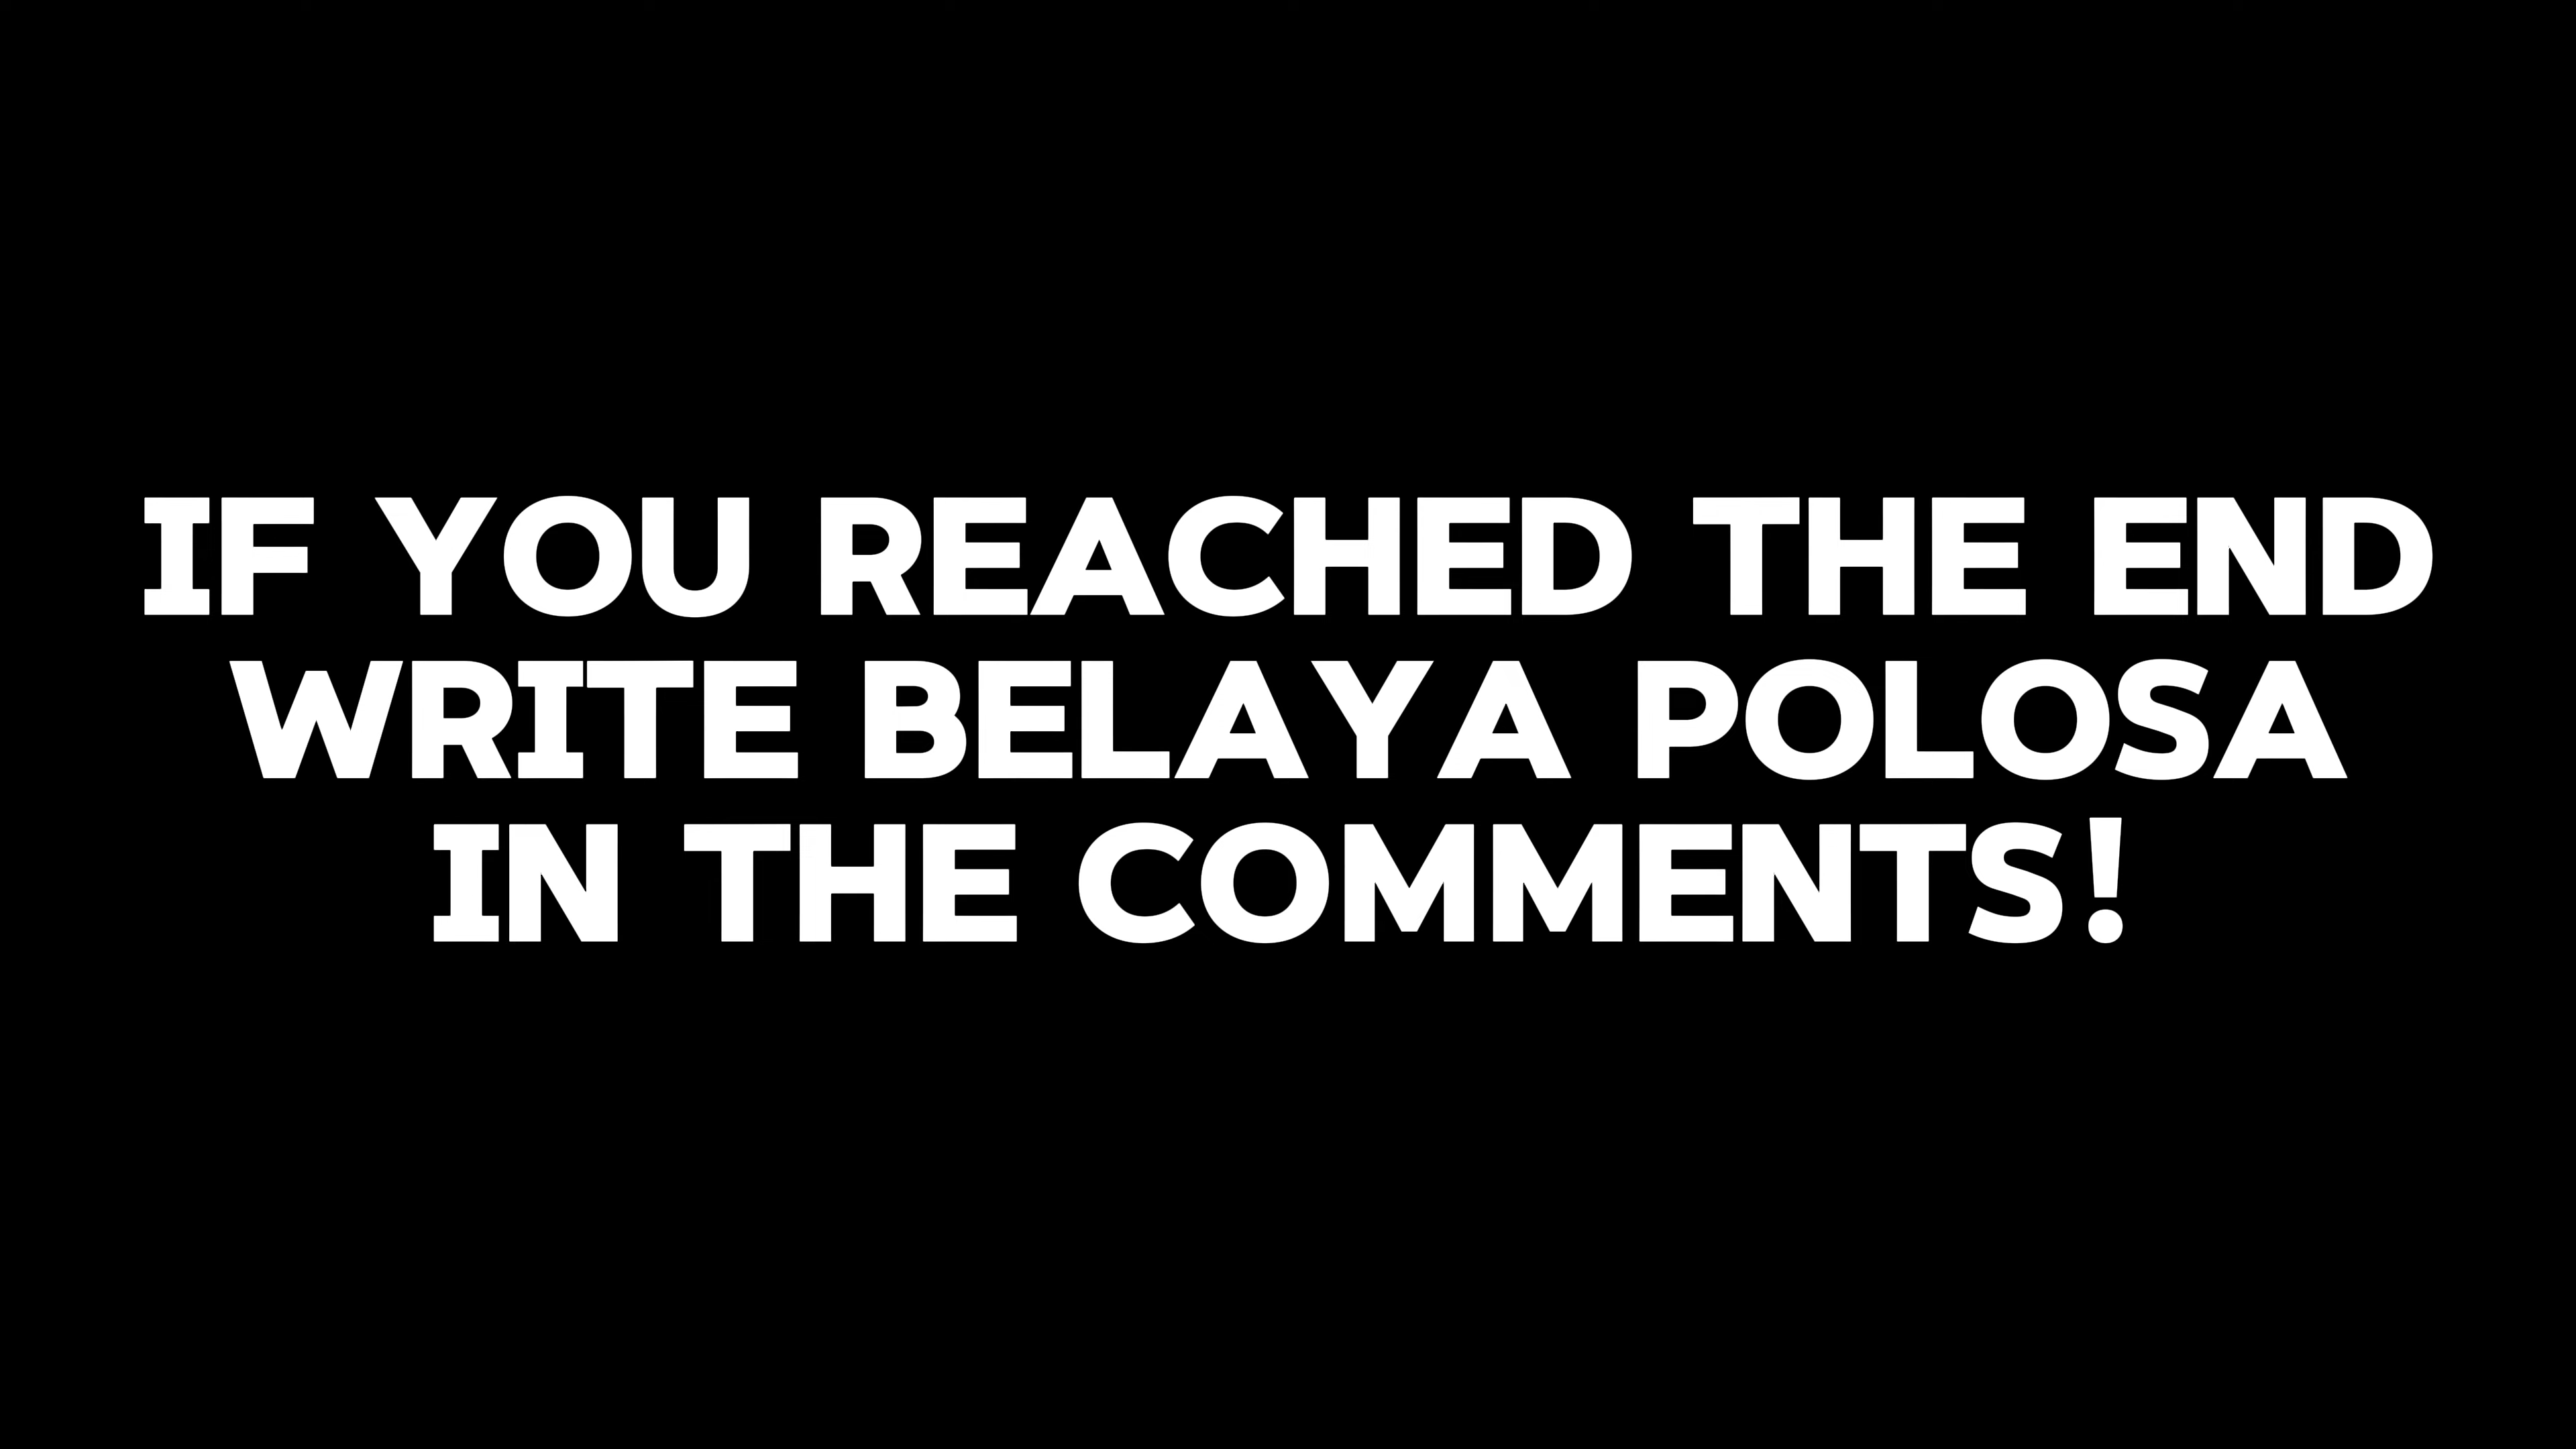 IF YOU REACHED THE END
WRITE BELAYA POLOSA
IN THE COMMENTS!